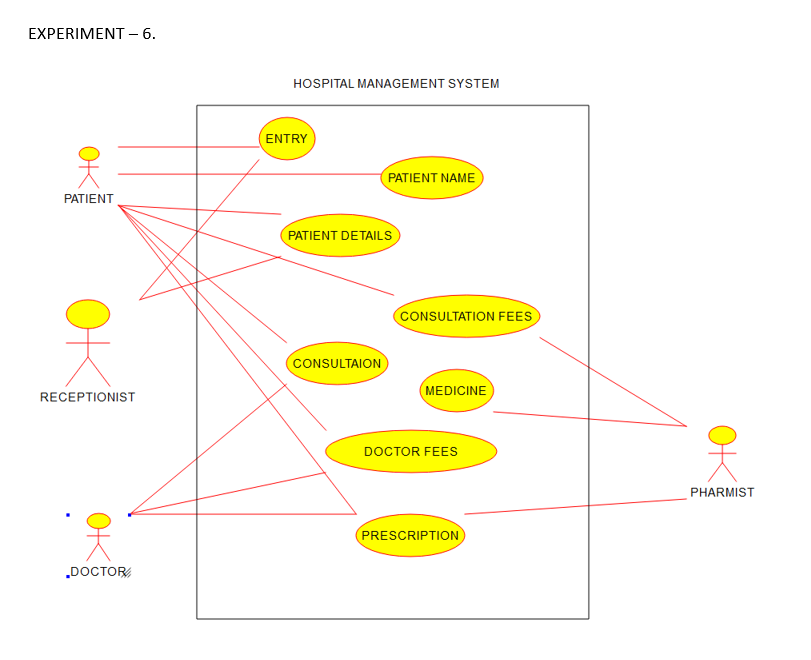 EXPERIMENT – 6.
HOSPITAL MANAGEMENT SYSTEM
ENTRY
PATIENT NAME
PATIENT
PATIENT DETAILS
CONSULTATION FEES
CONSULTAION
MEDICINE
RECEPTIONIST
DOCTOR FEES
PHARMIST
PRESCRIPTION
DOCTOR